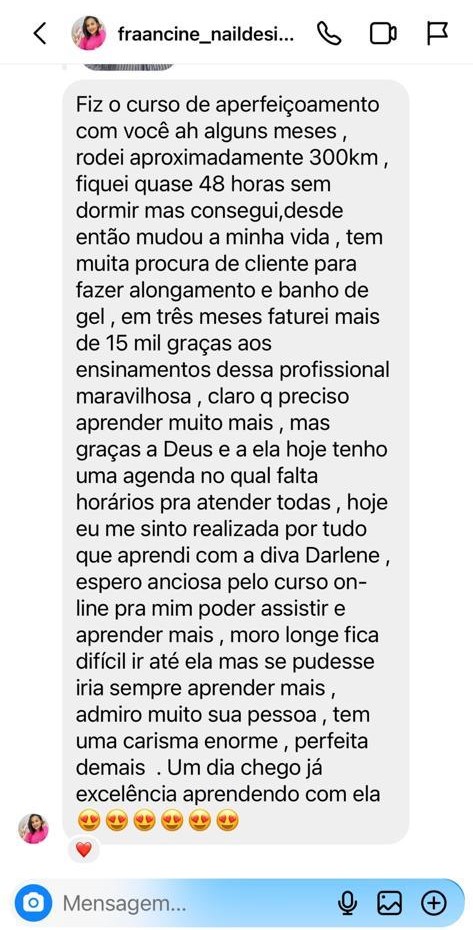 fraancine_naildesi...
Fiz o curso de aperfeiçoamento
com você ah alguns meses ,
rodei aproximadamente 300km ,
fiquei quase 48 horas sem
dormir mas consegui,desde
então mudou a minha vida , tem
muita procura de cliente para
fazer alongamento e banho de
gel , em três meses faturei mais
de 15 mil graças aos
ensinamentos dessa profissional
maravilhosa , claro q preciso
aprender muito mais , mas
graças a Deus e a ela hoje tenho
uma agenda no qual falta
horários pra atender todas , hoje
eu me sinto realizada por tudo
que aprendi com a diva Darlene ,
espero anciosa pelo curso on-
line pra mim poder assistir e
aprender mais , moro longe fica
difícil ir até ela mas se pudesse
iria sempre aprender mais ,
admiro muito sua pessoa , tem
uma carisma enorme , perfeita
demais  . Um dia chego já
excelência aprendendo com ela
😍😍😍😍😍😍
❤️
Mensagem...